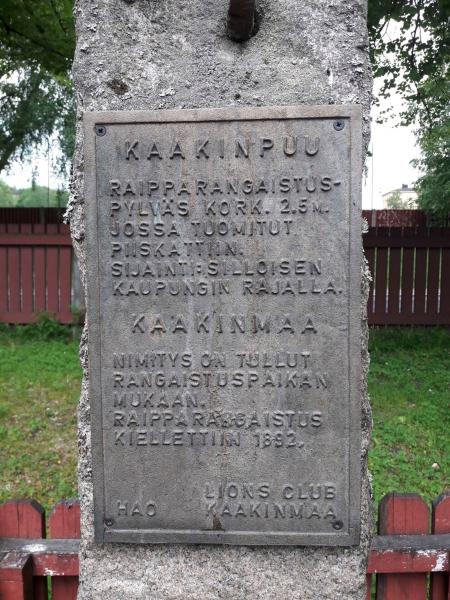 KAAKINPUU
RAIPPARANGAISTUS-
PYLVÄS KORK. 2.5M.
JOSSA TUOMITUT
PIISKATTIIN.
SIJAINTI: SILLOISEN
KAUPUNGIN RAJALLA.
KAAKINMAA
NIMITYS ON TULLUT
RANGAISTUSPAIKAN
MUKAAN.
RAIPPARANGAISTUS
KIELLETTIIN 1892.
LIONS CLUB
HAO KAAKINMAA